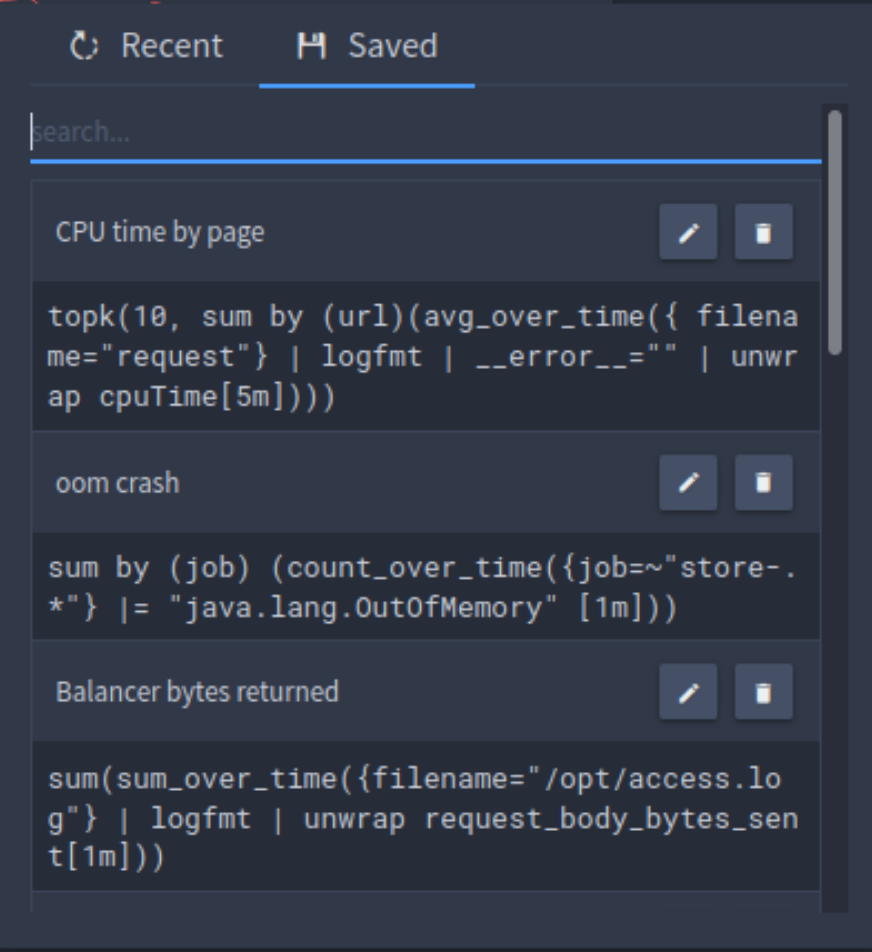 Recent
Saved
search...
CPU time by page
topk(10, sum by (url)(avg_over_time({ filena
me="request"} | logfmt | __error__="" | unwr
ap cpuTime[5m])))
oom crash
sum by (job) (count_over_time({job=~"store-.
*"} |= "java.lang.OutOfMemory" [1m]))
Balancer bytes returned
sum(sum_over_time({filename="/opt/access.lo
g"} | logfmt | unwrap request_body_bytes_sen
t[1m]))